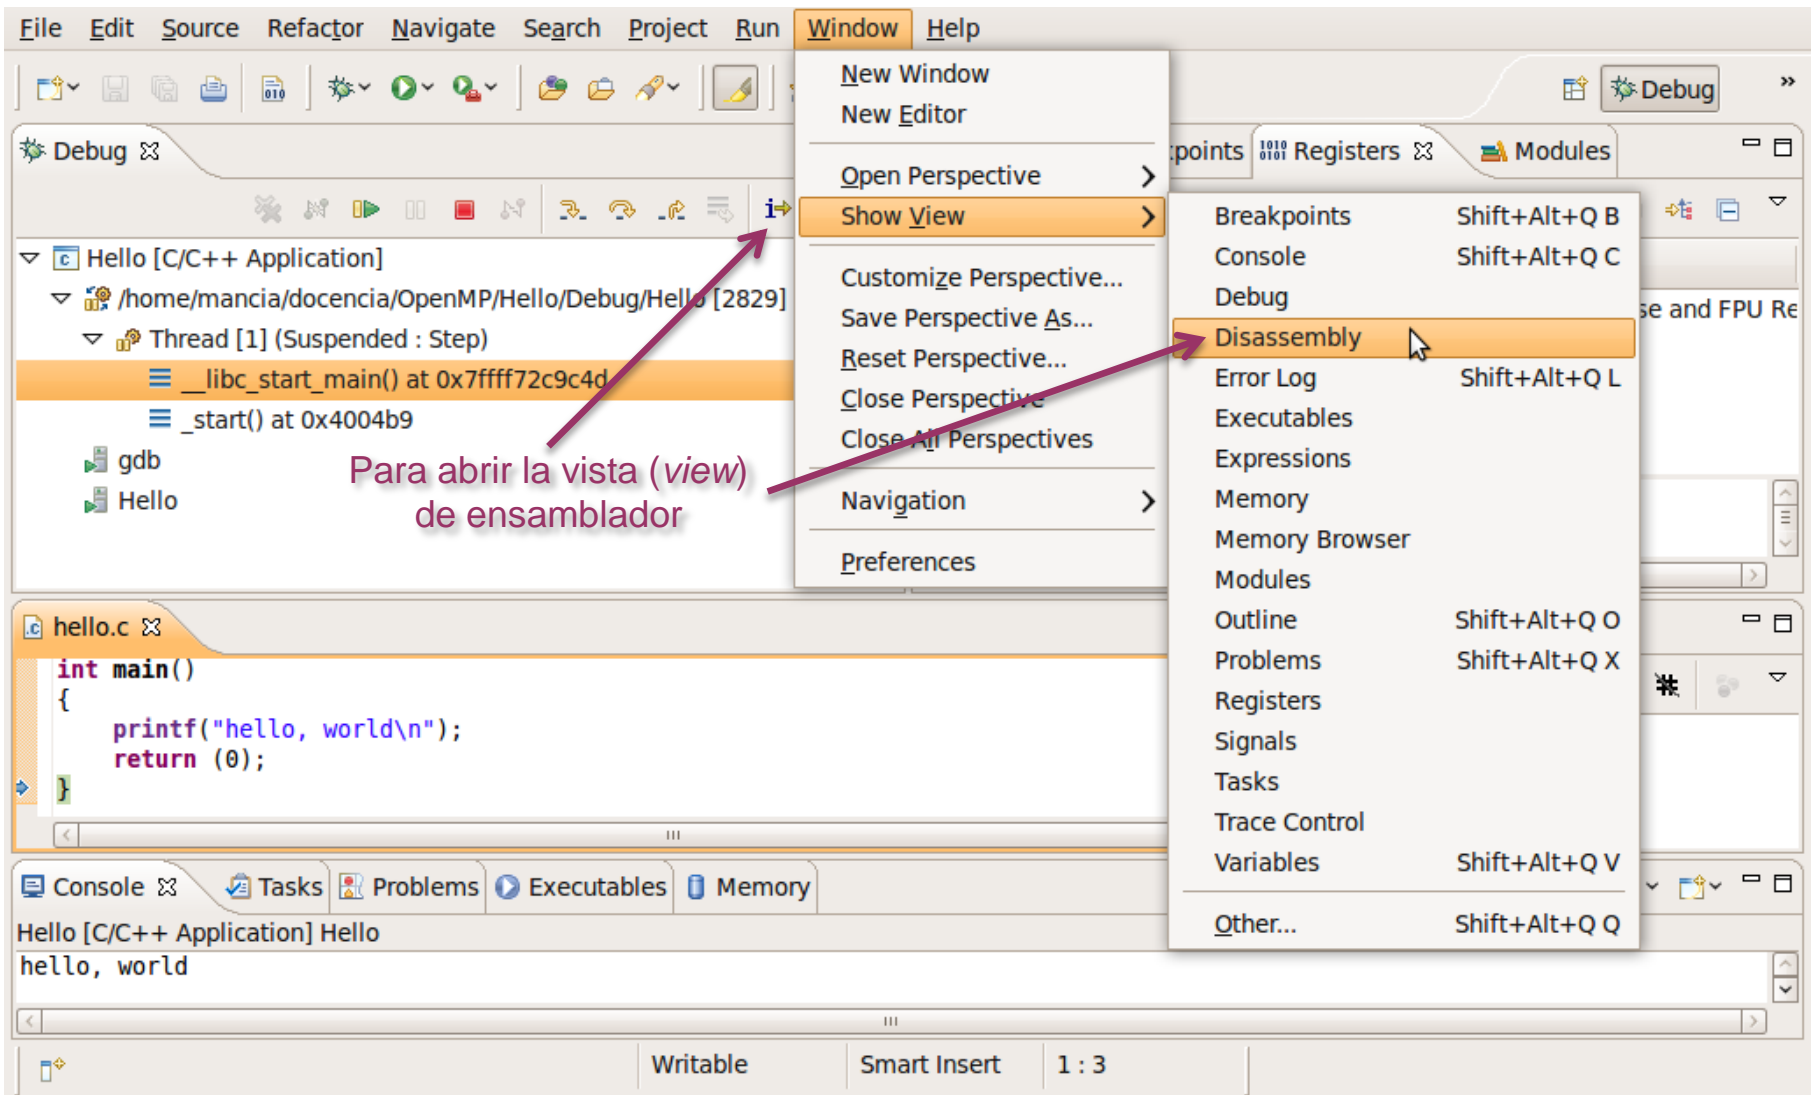 File Edit Source Refactor Navigate Search Project Run Window Help
New Window
New Editor
Open Perspective
Show View
Customize Perspective...
Save Perspective As...
Reset Perspective...
Close Perspective
Close All Perspectives
Navigation
Preferences
Debug
Debug
Registers
Modules
Breakpoints Shift+Alt+Q B
Console Shift+Alt+Q C
Debug
Disassembly
Error Log Shift+Alt+Q L
Executables
Expressions
Memory
Memory Browser
Modules
Outline Shift+Alt+Q O
Problems Shift+Alt+Q X
Registers
Signals
Tasks
Trace Control
Variables Shift+Alt+Q V
Other... Shift+Alt+Q Q
and FPU
Hello [C/C++ Application]
/home/mancia/docencia/OpenMP/Hello/Debug/Hello [2829]
Thread [1] (Suspended : Step)
__libc_start_main() at 0x7ffff72c9c4d
_start() at 0x4004b9
gdb
Hello
Para abrir la vista (view)
de ensamblador
hello.c
int main()
{
printf("hello, world\n");
return (0);
}
Console Tasks Problems Executables Memory
Hello [C/C++ Application] Hello
hello, world
Writable Smart Insert 1 : 3